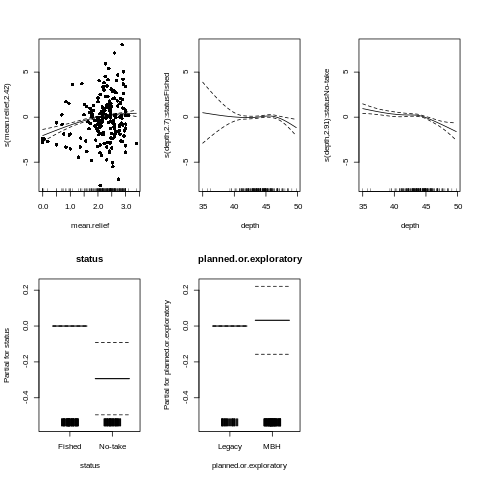 s(mean.relief,2.42)
5
0
-5
0.0 1.0 2.0 3.0
mean.relief
s(depth,2.7):statusFished
5
0
-5
35 40 45 50
depth
s(depth,2.91):statusNo-take
5
0
-5
35 40 45 50
depth
status
Partial for status
0.2
0.0
-0.2
-0.4
Fished No-take
status
planned.or.exploratory
Partial for planned.or.exploratory
0.2
0.0
-0.2
-0.4
Legacy MBH
planned.or.exploratory